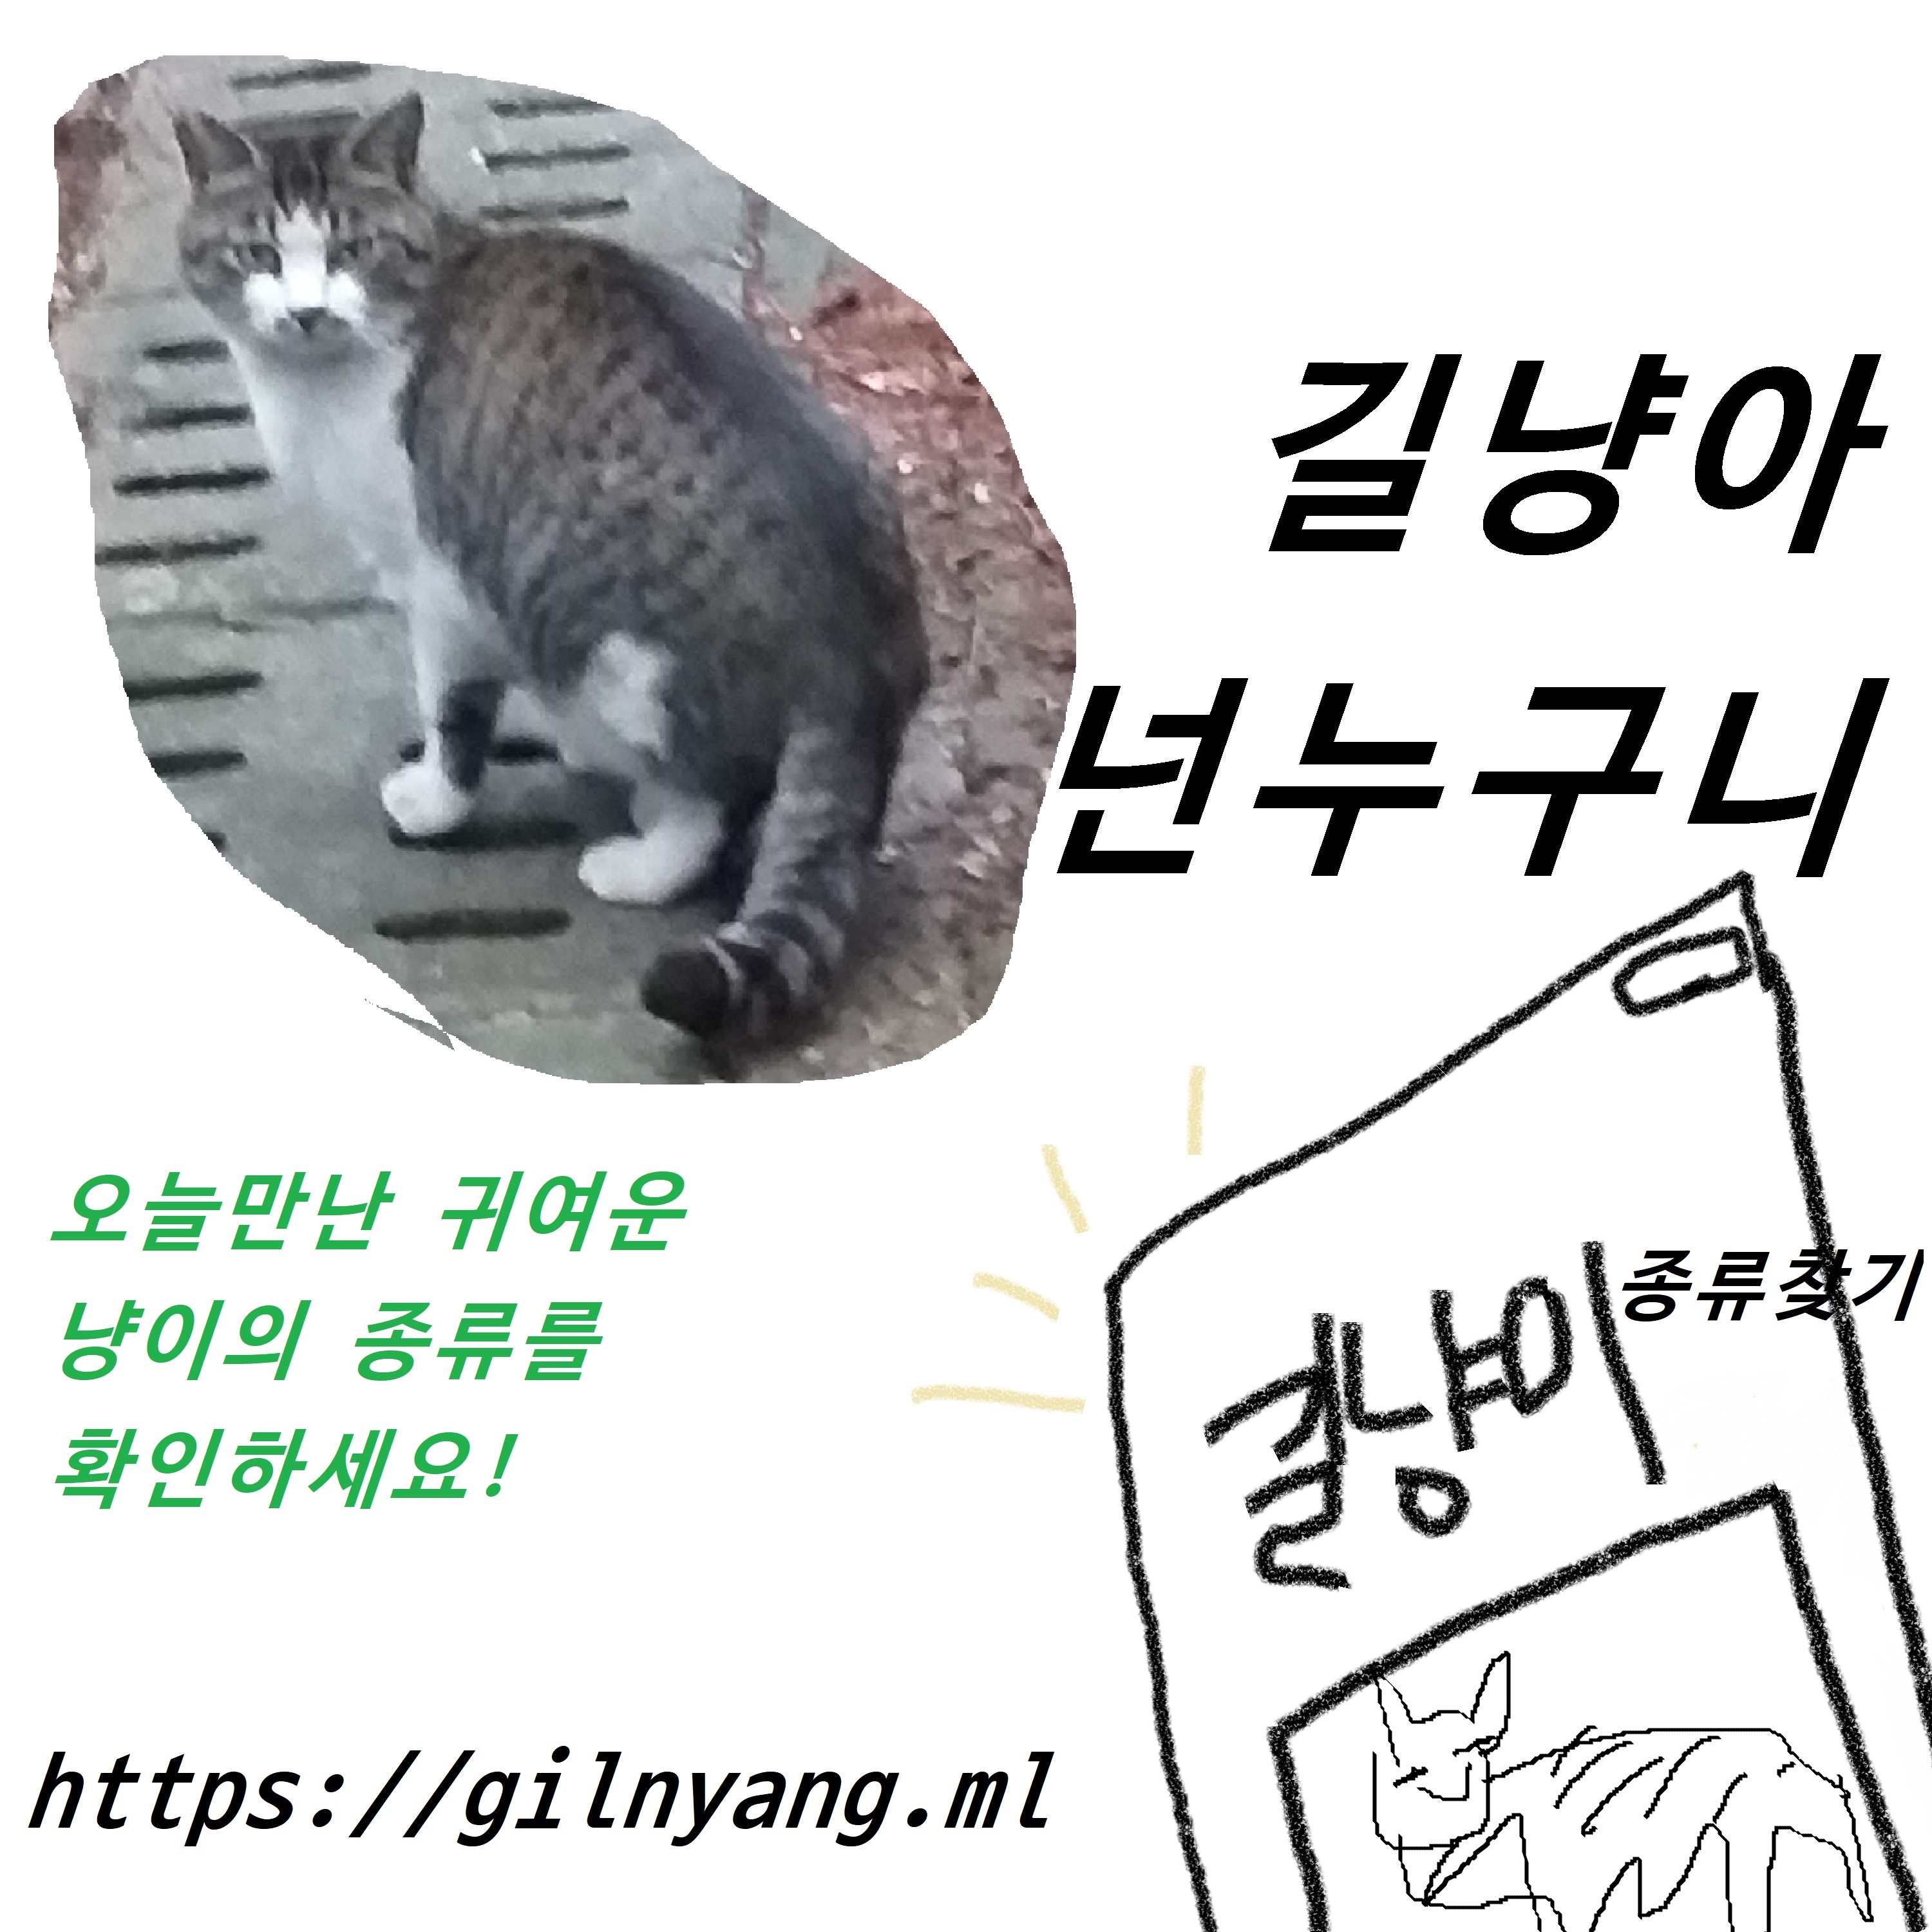 길냥아
넌누구니
오늘만난 귀여운
냥이의 종류를
확인하세요!
길냥이 종류찾기
https://gilnyang.ml